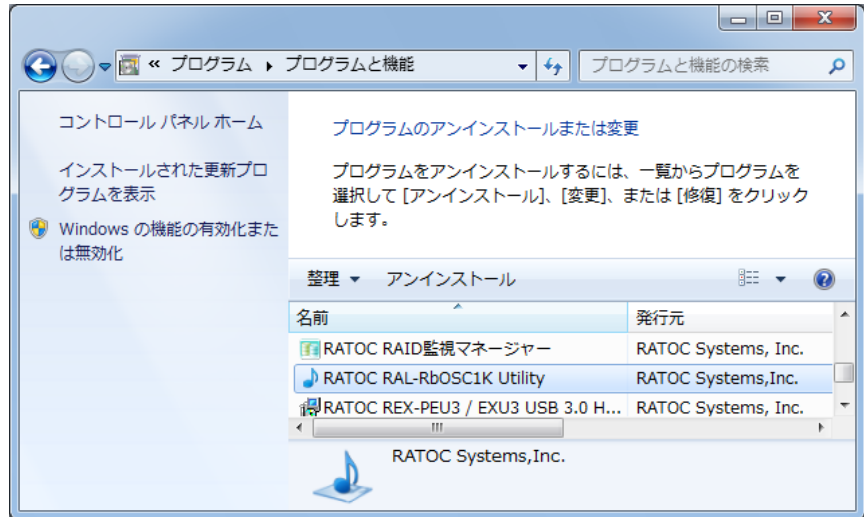 « プログラム ▸ プログラムと機能
プログラムと機能の検索
コントロール パネル ホーム
インストールされた更新プロ
グラムを表示
Windows の機能の有効化また
は無効化
プログラムのアンインストールまたは変更
プログラムをアンインストールするには、一覧からプログラムを
選択して [アンインストール]、[変更]、または [修復] をクリック
します。
整理 ▼ アンインストール
名前 発行元
RATOC RAID監視マネージャー RATOC Systems, Inc.
RATOC RAL-RbOSC1K Utility RATOC Systems,Inc.
RATOC REX-PEU3 / EXU3 USB 3.0 H... RATOC Systems, Inc.
RATOC Systems,Inc.